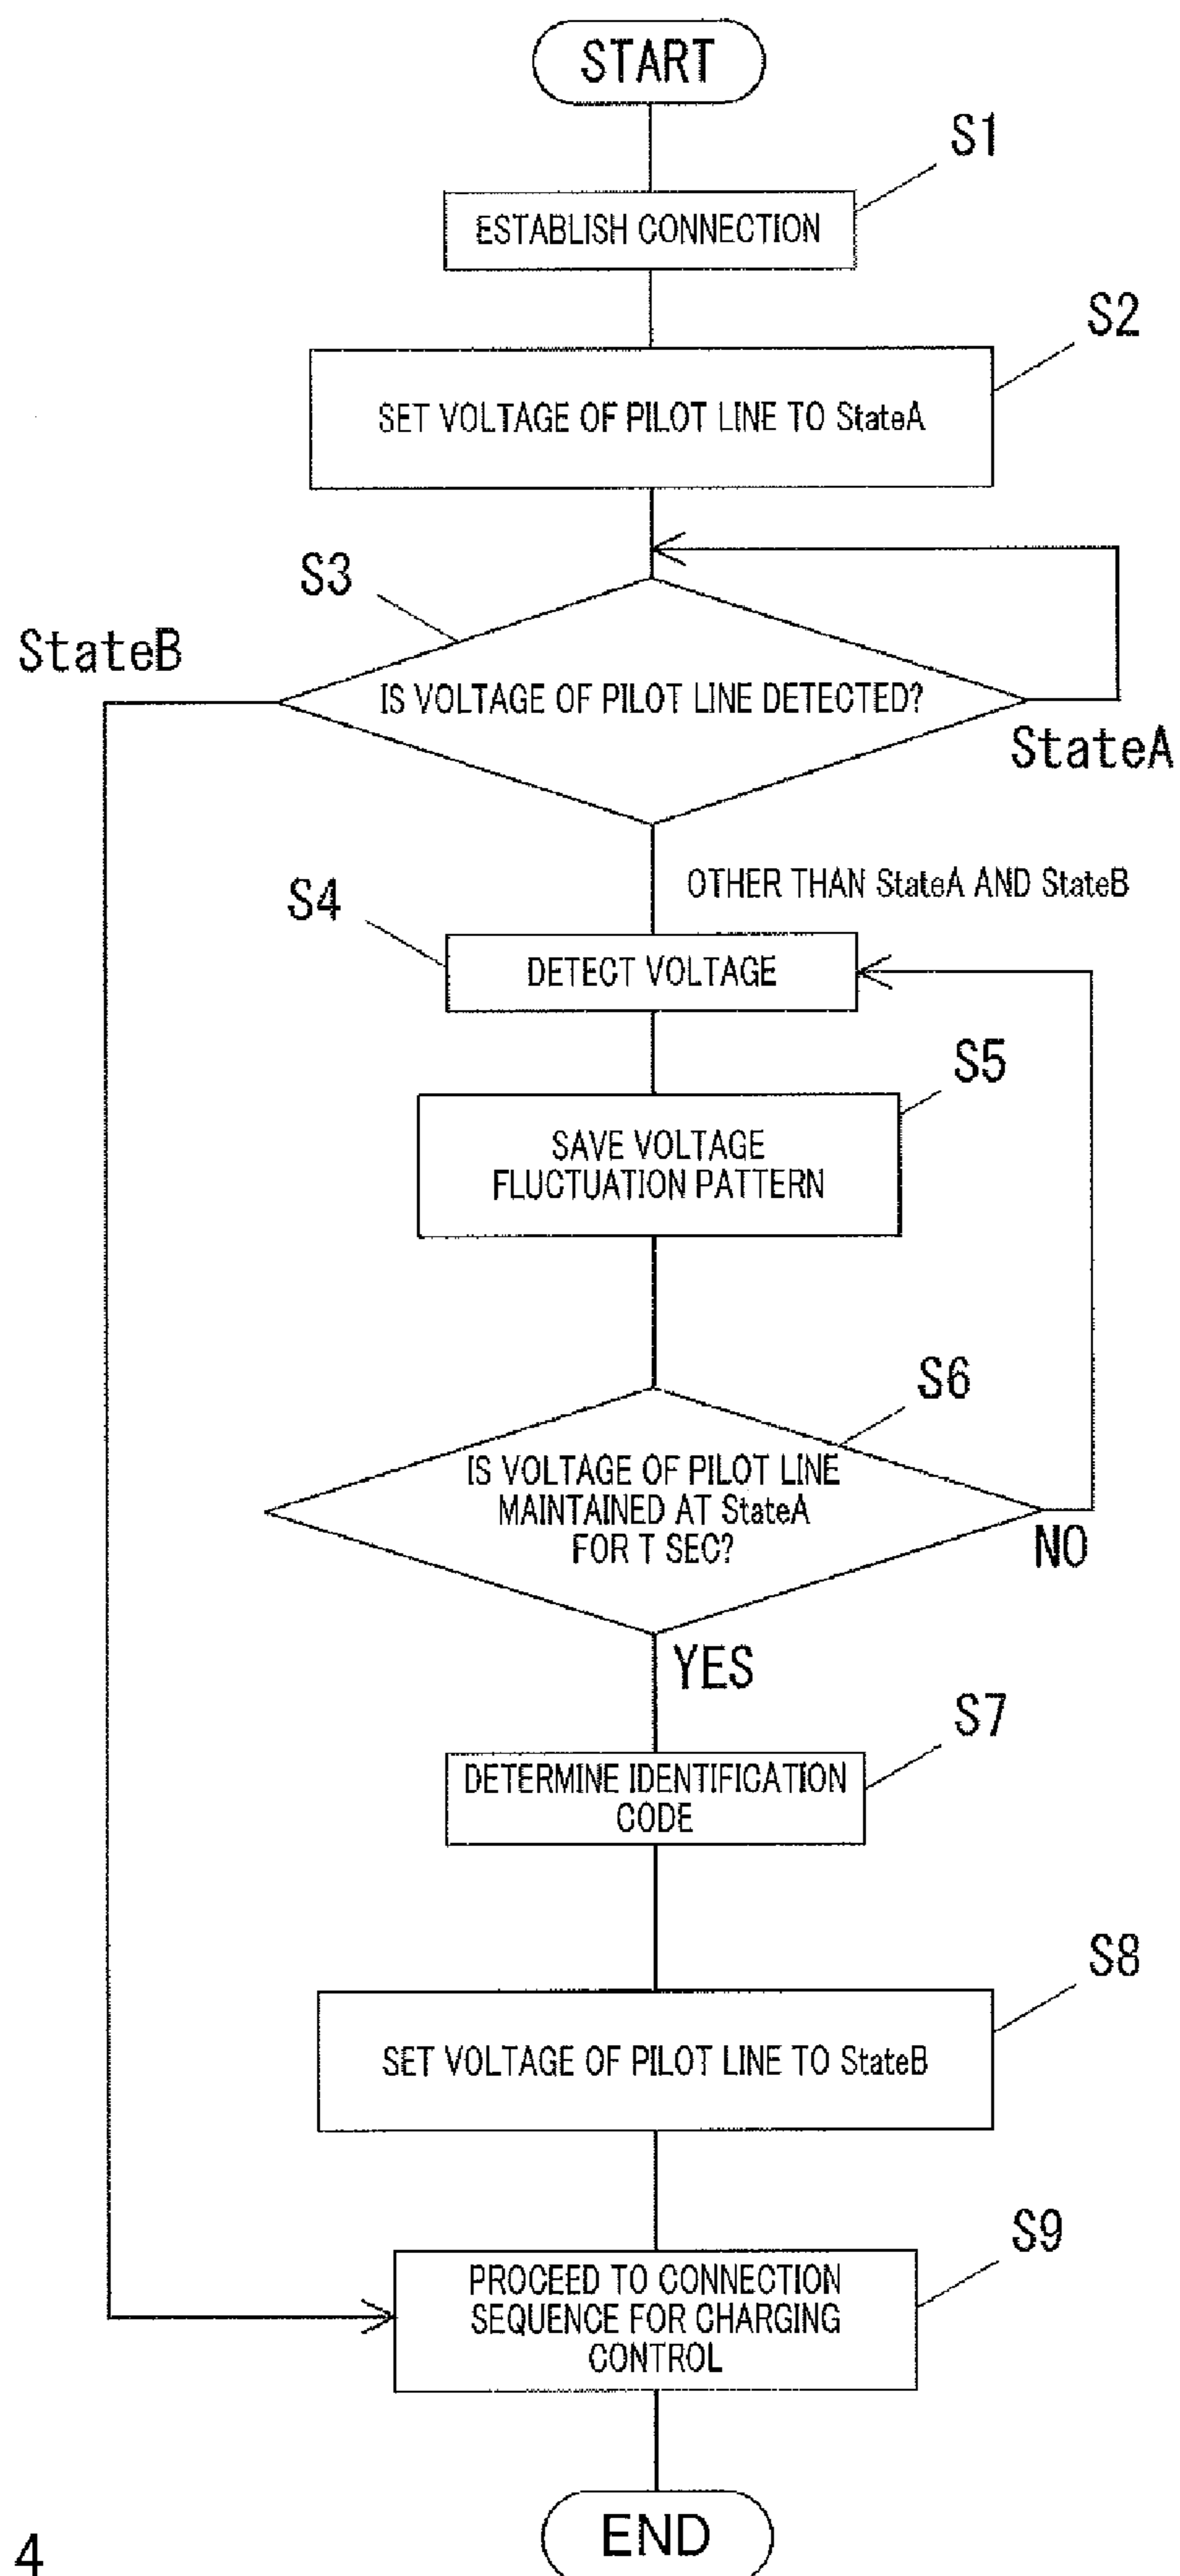 START
S1
ESTABLISH CONNECTION
S2
SET VOLTAGE OF PILOT LINE TO StateA
S3
StateB
IS VOLTAGE OF PILOT LINE DETECTED?
StateA
OTHER THAN StateA AND StateB
S4
DETECT VOLTAGE
S5
SAVE VOLTAGE
FLUCTUATION PATTERN
S6
IS VOLTAGE OF PILOT LINE
MAINTAINED AT StateA
FOR T SEC?
NO
YES
S7
DETERMINE IDENTIFICATION
CODE
S8
SET VOLTAGE OF PILOT LINE TO StateB
S9
PROCEED TO CONNECTION
SEQUENCE FOR CHARGING
CONTROL
END
4